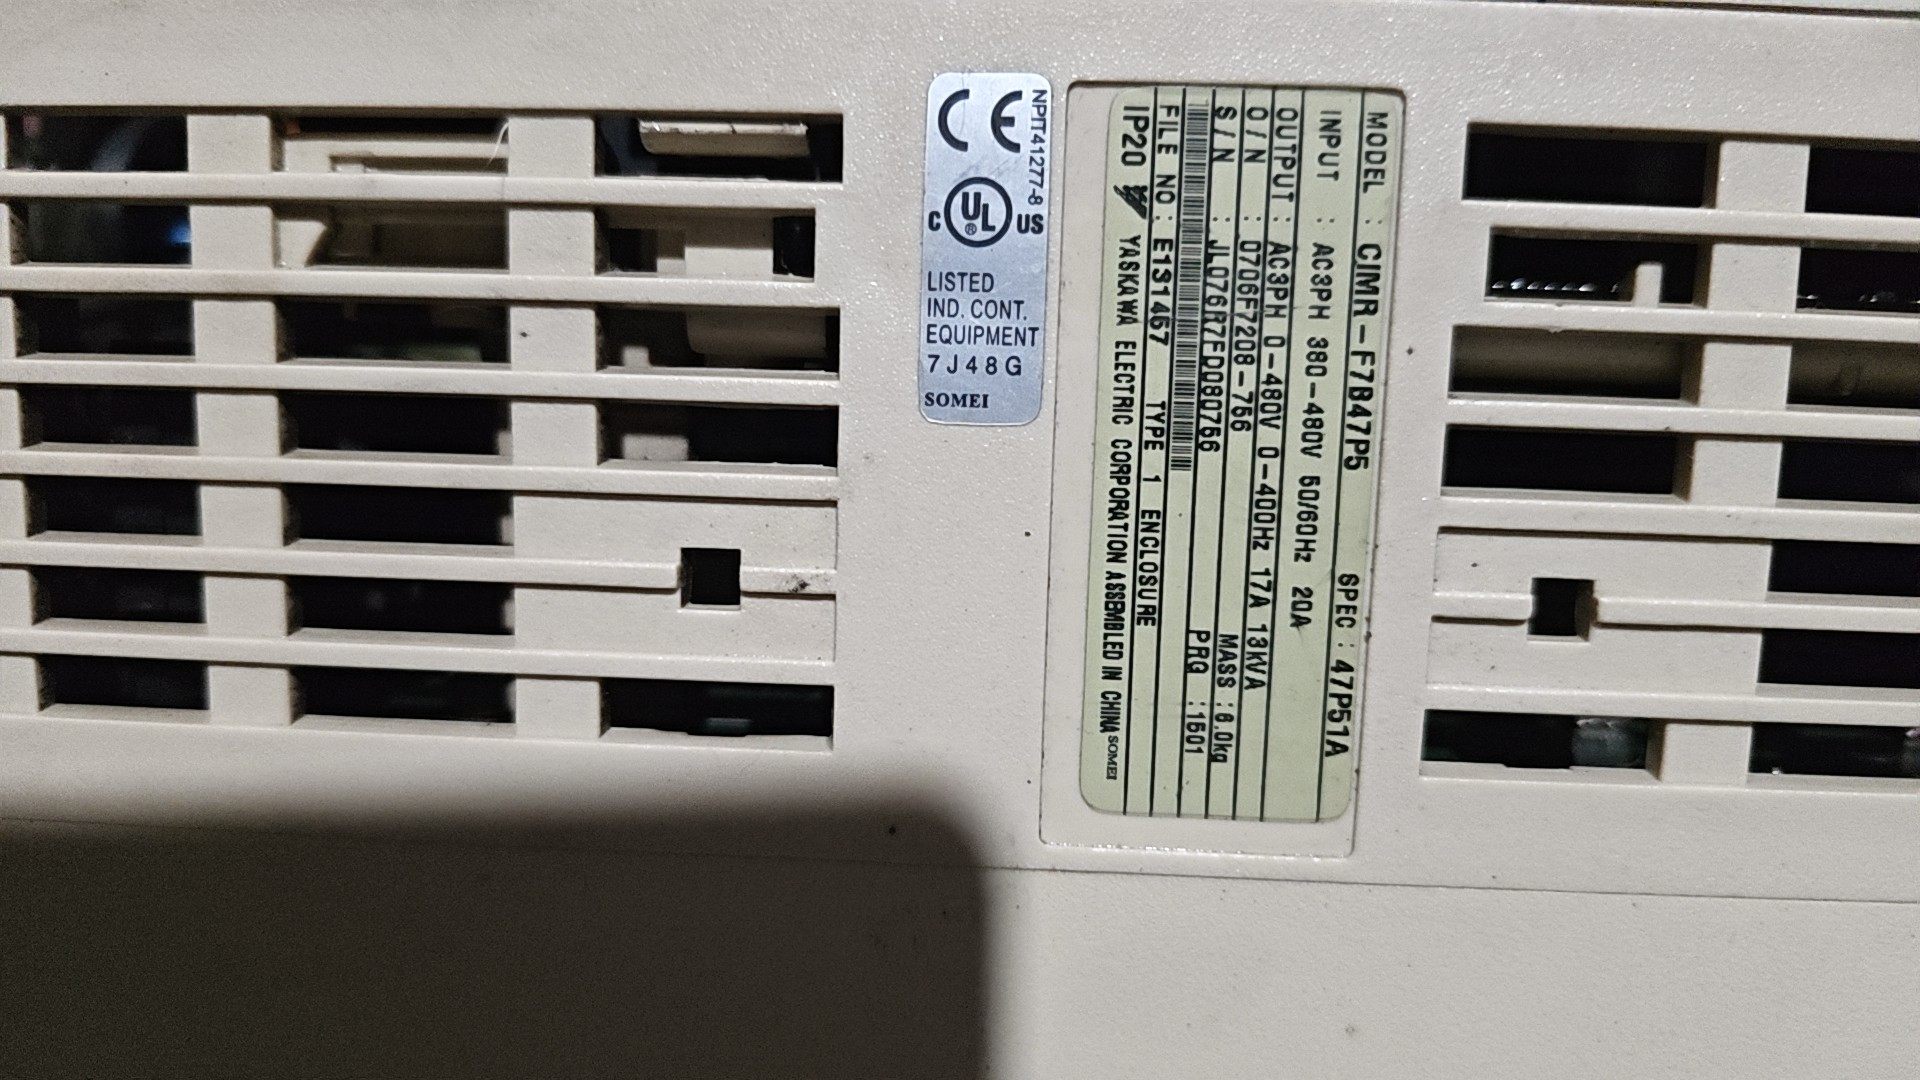 CE
NPIT41277-8
C UL® US
LISTED
IND. CONT.
EQUIPMENT
7J48G
SOMEI
MODEL : CIMR-F7B47P5 SPEC : 47P51A
INPUT : AC3PH 380-480V 50/60Hz 20A
OUTPUT : AC3PH 0-480V 0-400Hz 17A 13KVA
O/N : 0706F7208-756 MASS : 6.0kg
S/N : JL076R7EDD80756 PRG : 1501
FILE NO : E131457 TYPE 1 ENCLOSURE
IP20 YASKAWA ELECTRIC CORPORATION ASSEMBLED IN CHINA SOMEI